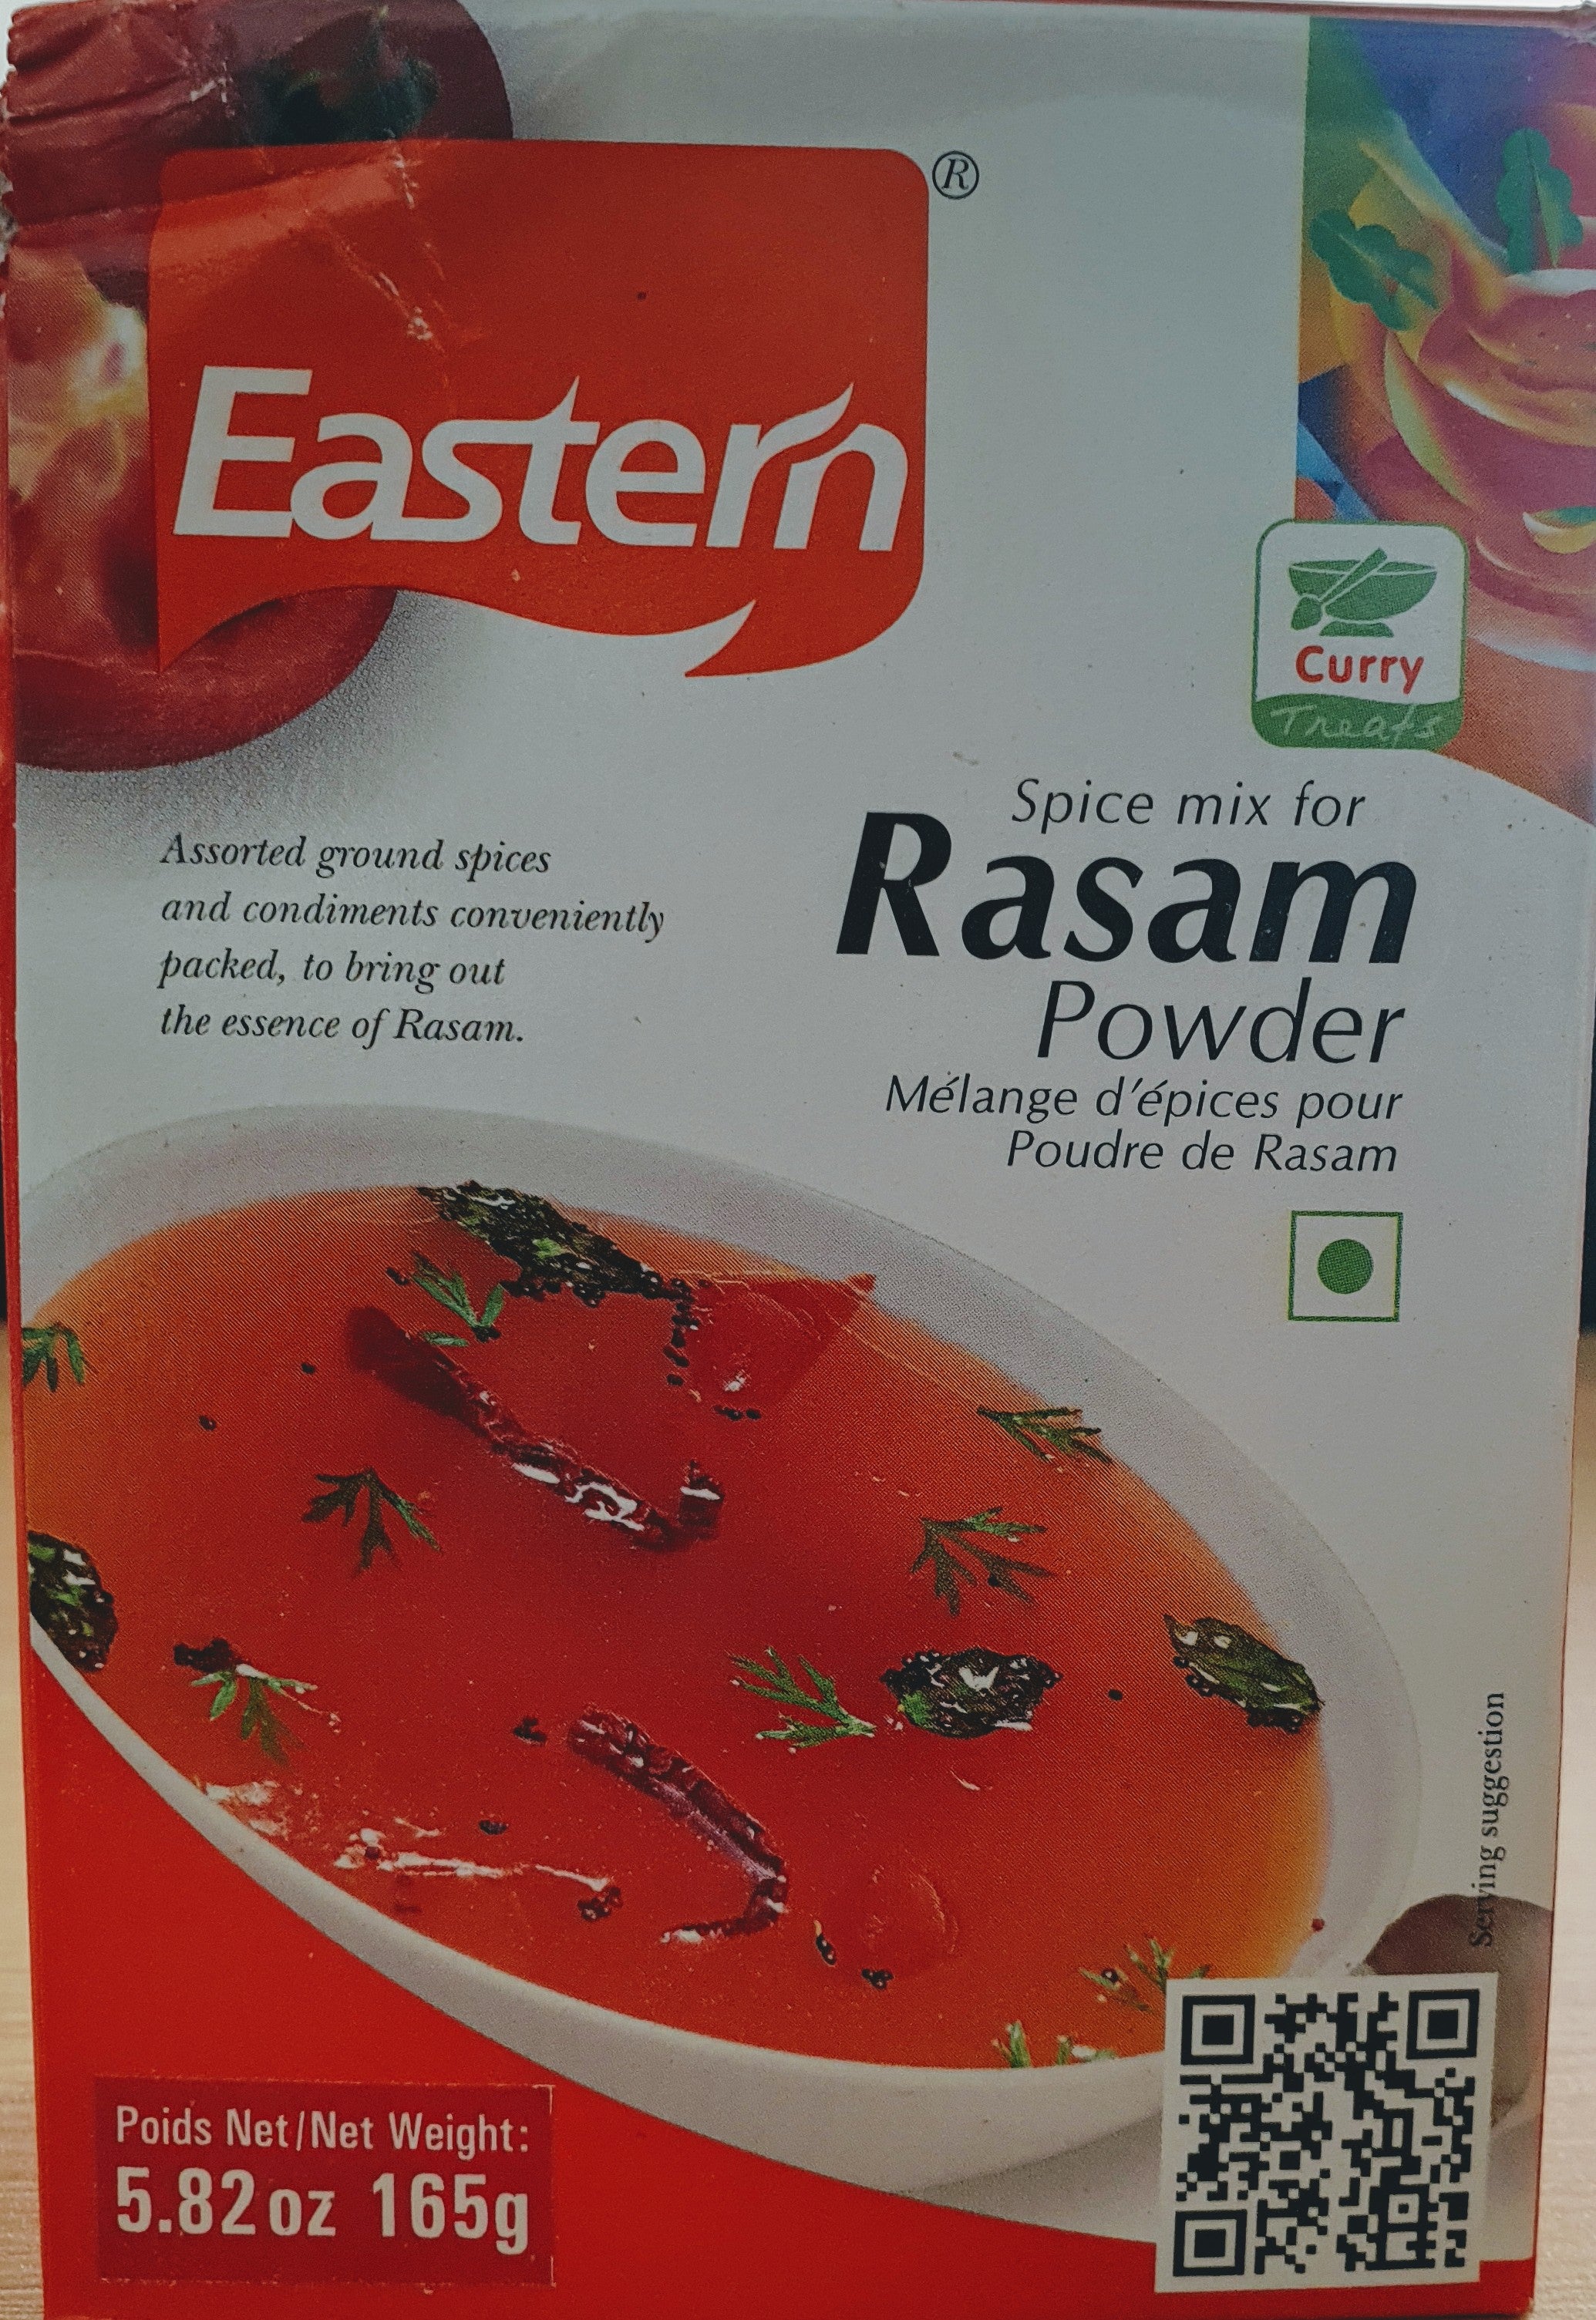 Eastern
®
Curry
Treats
Spice mix for
Rasam
Powder
Mélange d'épices pour
Poudre de Rasam
Assorted ground spices
and condiments conveniently
packed, to bring out
the essence of Rasam.
Serving suggestion
Poids Net/Net Weight:
5.82 oz 165g